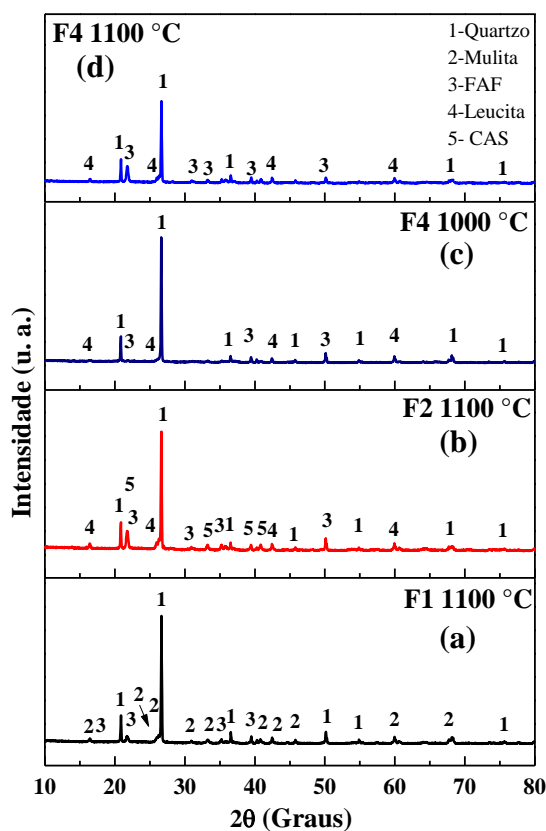 F4 1100 °C
(d)
1-Quartzo
2-Mulita
3-FAF
4-Leucita
5- CAS
1
4 1 3 4 3 3 1 3 4 3 4 1 1
F4 1000 °C
(c)
1
4 1 3 4 1 3 4 1 3 1 4 1 1
F2 1100 °C
(b)
1
5
4 1 3 4 3 5 3 1 5 5 4 1 3 1 4 1 1
F1 1100 °C
(a)
1
2 3 1 3 2 2 2 2 3 1 3 2 2 2 1 1 2 2 1
10 20 30 40 50 60 70 80
2θ (Graus)
Intensidade (u. a.)